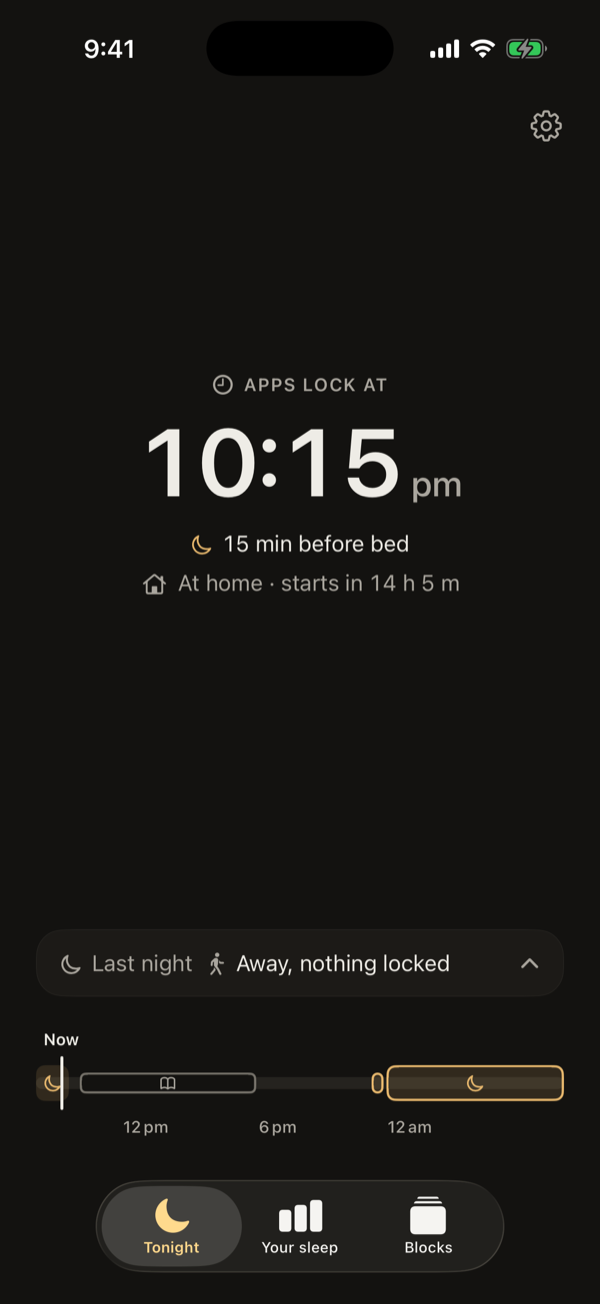 9:41
APPS LOCK AT
10:15 pm
15 min before bed
At home · starts in 14 h 5 m
Last night Away, nothing locked
Now
12 pm 6 pm 12 am
Tonight Your sleep Blocks